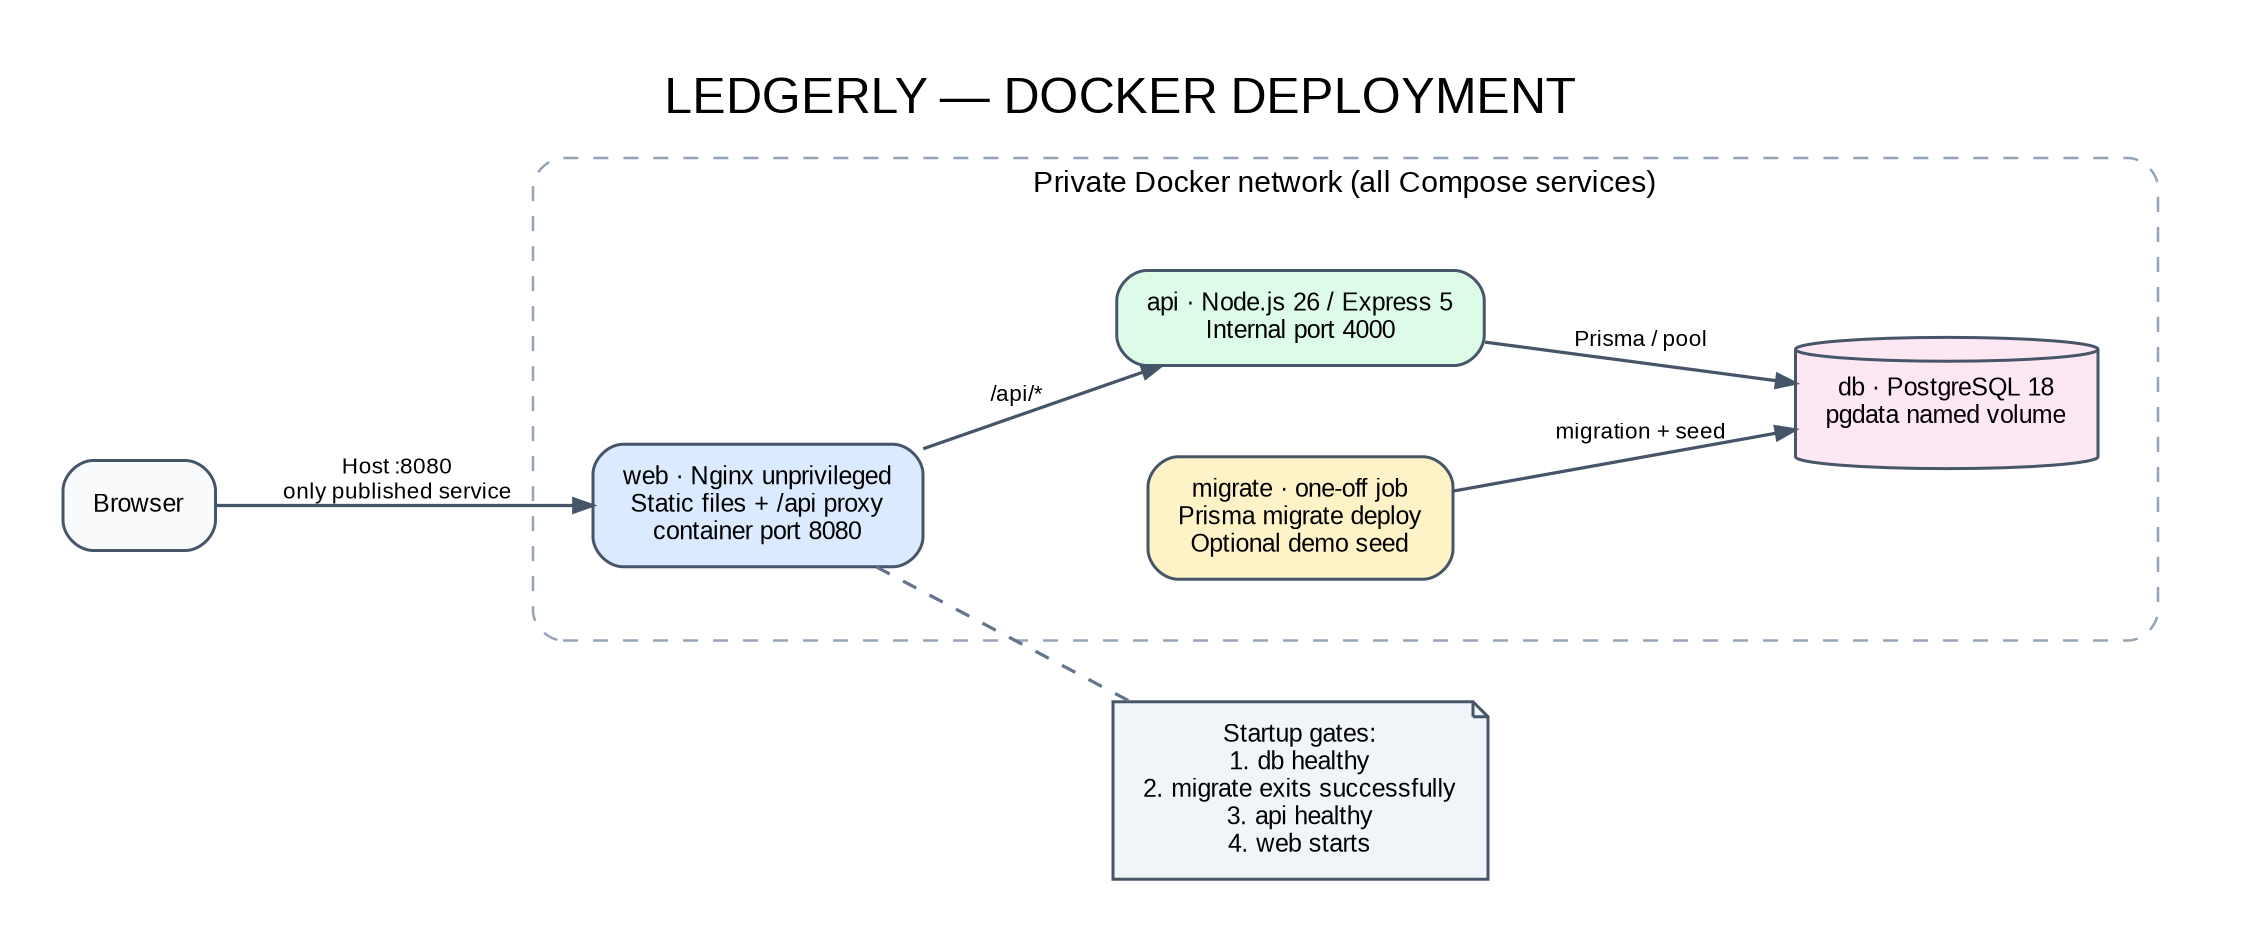 LEDGERLY — DOCKER DEPLOYMENT
Private Docker network (all Compose services)
api · Node.js 26 / Express 5
Internal port 4000
Prisma / pool
db · PostgreSQL 18
pgdata named volume
/api/*
migration + seed
Browser
Host :8080
only published service
web · Nginx unprivileged
Static files + /api proxy
container port 8080
migrate · one-off job
Prisma migrate deploy
Optional demo seed
Startup gates:
1. db healthy
2. migrate exits successfully
3. api healthy
4. web starts